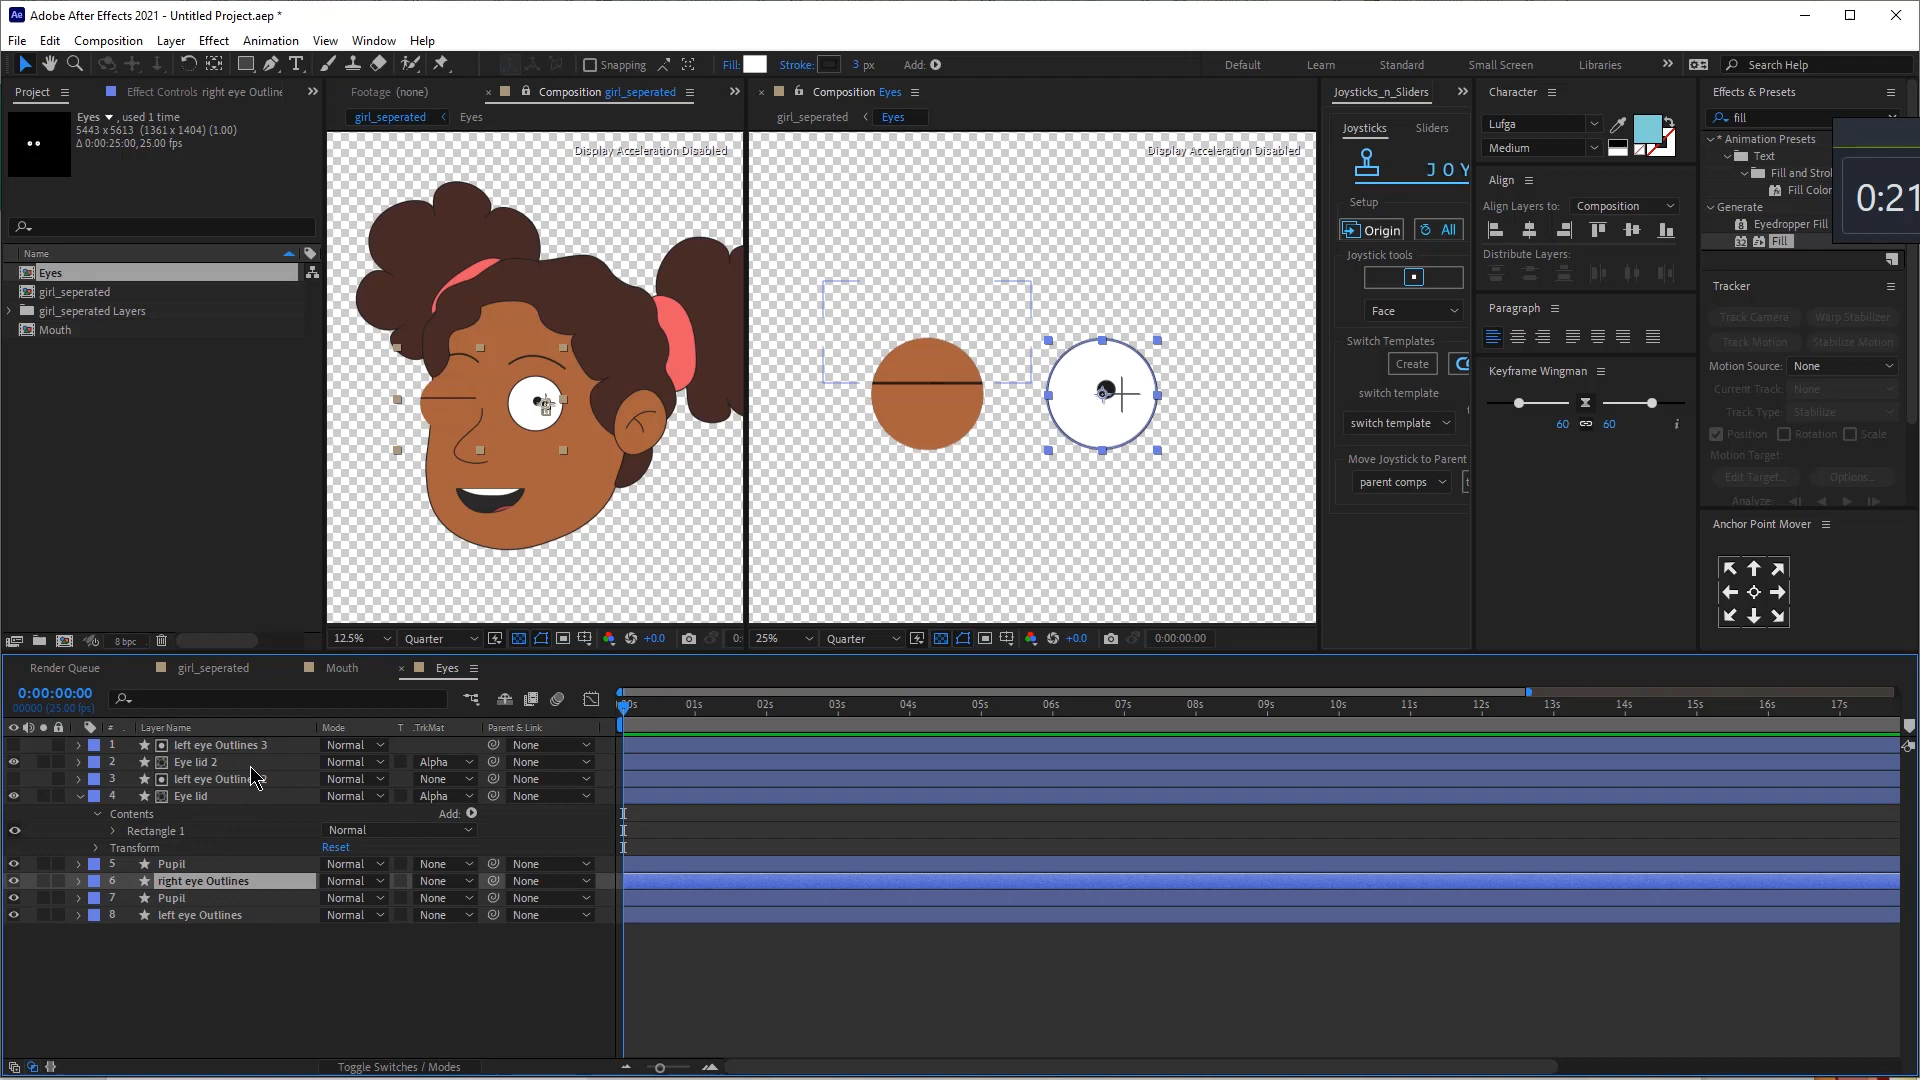 Adobe After Effects 2021 - Untitled Project.aep *
File Edit Composition Layer Effect Animation View Window Help
Snapping Fill: Stroke: 3 px Add: Default Learn Standard Small Screen Libraries Search Help
Project Effect Controls right eye Outline
Eyes , used 1 time
5443 x 5613 (1361 x 1404) (1.00)
Δ 0:00:25:00, 25.00 fps
Name
Eyes
girl_seperated
girl_seperated Layers
Mouth
8 bpc
Footage (none) Composition girl_seperated
girl_seperated Eyes
Display Acceleration Disabled
12.5% Quarter +0.0 0:
Composition Eyes
girl_seperated Eyes
Display Acceleration Disabled
25% Quarter +0.0 0:00:00:00
Joysticks_n_Sliders
Joysticks Sliders
J O Y
Setup
Origin All
Joystick tools
Face
Switch Templates
Create
switch template
switch template
Move Joystick to Parent
parent comps
Character
Lufga
Medium
Align
Align Layers to: Composition
Distribute Layers:
Paragraph
Keyframe Wingman
60 60
Effects & Presets
fill
* Animation Presets
Text
Fill and Stro
Fill Color
Generate
Eyedropper Fill
Fill
0:21
Tracker
Track Camera Warp Stabilizer
Track Motion Stabilize Motion
Motion Source: None
Current Track: None
Track Type: Stabilize
Position Rotation Scale
Motion Target:
Edit Target... Options...
Analyze:
Anchor Point Mover
Render Queue girl_seperated Mouth Eyes
0:00:00:00
00000 (25.00 fps)
00s 01s 02s 03s 04s 05s 06s 07s 08s 09s 10s 11s 12s 13s 14s 15s 16s 17s
# Layer Name Mode T .TrkMat Parent & Link
1 left eye Outlines 3 Normal None
2 Eye lid 2 Normal Alpha None
3 left eye Outlines 2 Normal None None
4 Eye lid Normal Alpha None
Contents Add:
Rectangle 1 Normal
Transform Reset
5 Pupil Normal None None
6 right eye Outlines Normal None None
7 Pupil Normal None None
8 left eye Outlines Normal None None
Toggle Switches / Modes